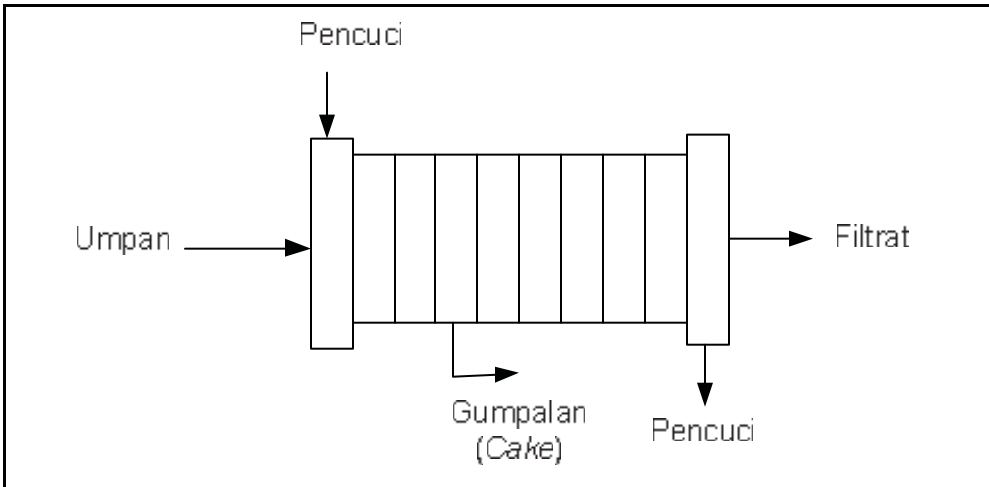 Pencuci
Umpan
Filtrat
Gumpalan
(Cake)
Pencuci